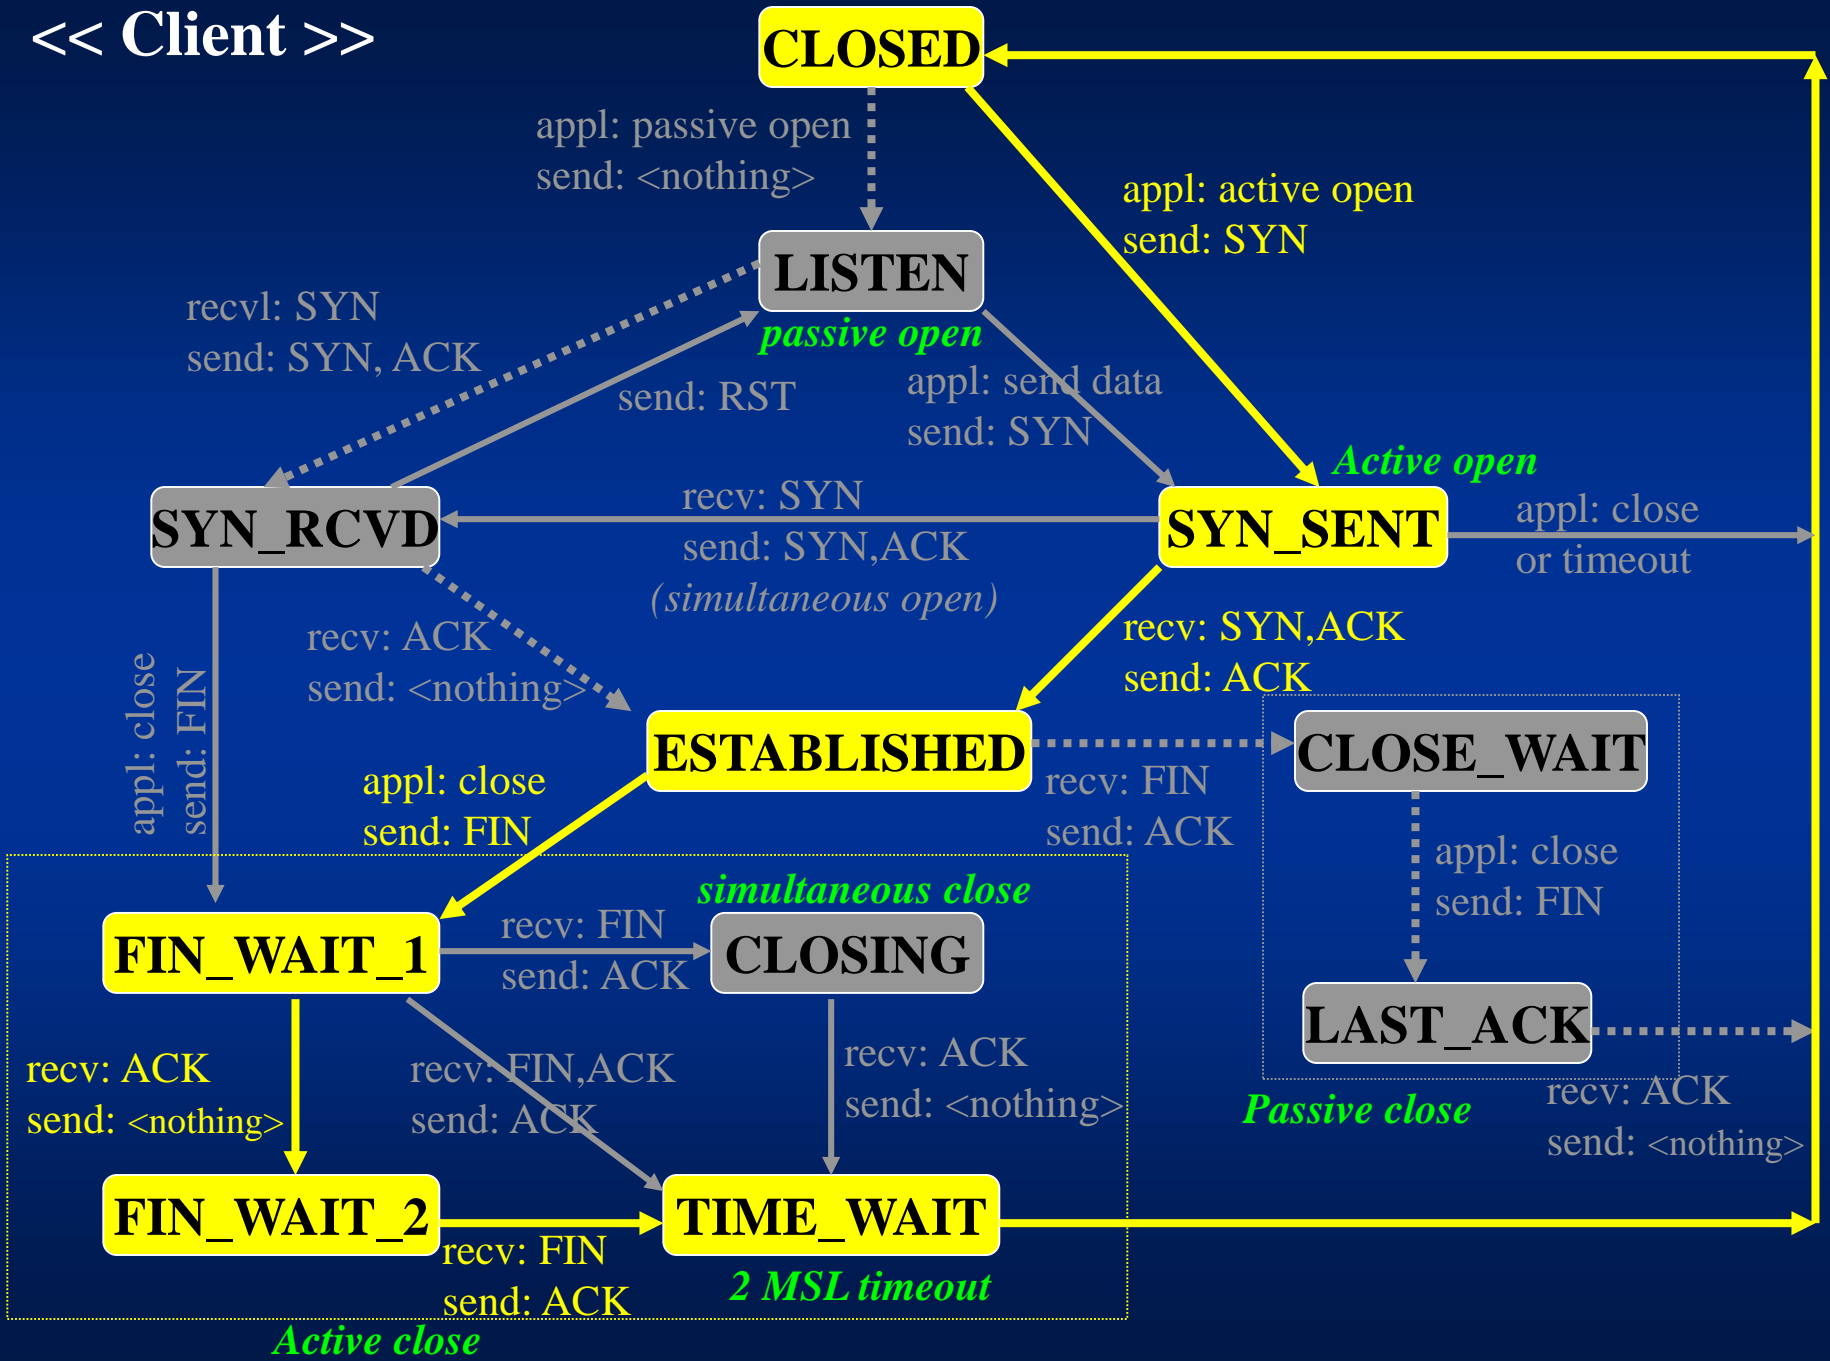 << Client >>
CLOSED
appl: passive open
send: <nothing>
appl: active open
send: SYN
LISTEN
passive open
recvl: SYN
send: SYN, ACK
send: RST
appl: send data
send: SYN
Active open
SYN_RCVD
recv: SYN
send: SYN,ACK
(simultaneous open)
SYN_SENT
appl: close
or timeout
recv: ACK
send: <nothing>
recv: SYN,ACK
send: ACK
appl: close
send: FIN
ESTABLISHED
CLOSE_WAIT
appl: close
send: FIN
recv: FIN
send: ACK
appl: close
send: FIN
simultaneous close
FIN_WAIT_1
recv: FIN
send: ACK
CLOSING
LAST_ACK
recv: ACK
send: <nothing>
recv: FIN,ACK
send: ACK
recv: ACK
send: <nothing>
Passive close
recv: ACK
send: <nothing>
FIN_WAIT_2
recv: FIN
send: ACK
TIME_WAIT
2 MSL timeout
Active close